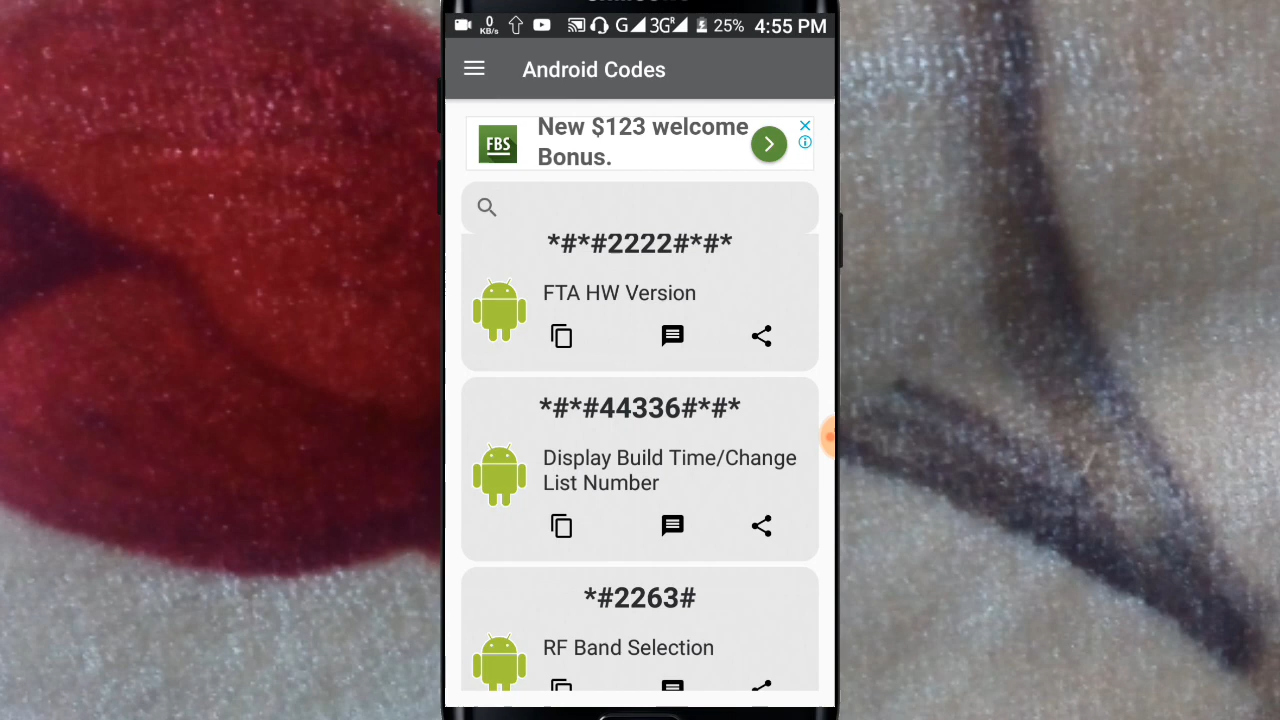 0
KB/s
G
3G
R
25%
4:55 PM
Android Codes
FBS
New $123 welcome
Bonus.
*#*#2222#*#*
FTA HW Version
*#*#44336#*#*
Display Build Time/Change
List Number
*#2263#
RF Band Selection